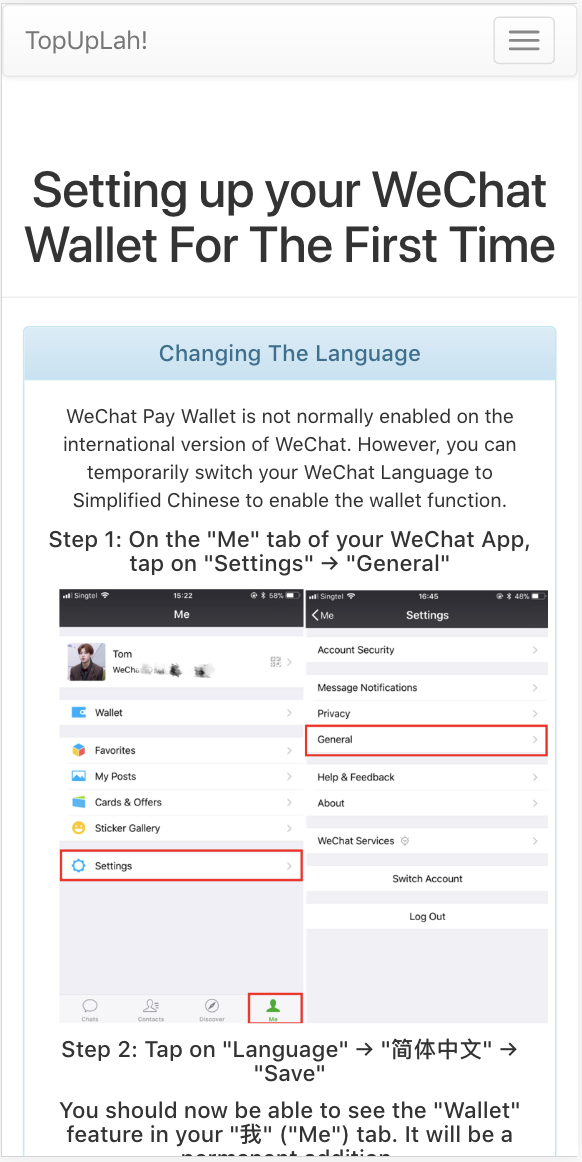 TopUpLah!
Setting up your WeChat
Wallet For The First Time
Changing The Language
WeChat Pay Wallet is not normally enabled on the
international version of WeChat. However, you can
temporarily switch your WeChat Language to
Simplified Chinese to enable the wallet function.
Step 1: On the "Me" tab of your WeChat App,
tap on "Settings" → "General"
Singtel 15:22 58%
Me
Tom
Wallet
Favorites
My Posts
Cards & Offers
Sticker Gallery
Settings
Chats Contacts Discover Me
Singtel 16:45 48%
Me Settings
Account Security
Message Notifications
Privacy
General
Help & Feedback
About
WeChat Services
Switch Account
Log Out
Step 2: Tap on "Language" → "简体中文" →
"Save"
You should now be able to see the "Wallet"
feature in your "我" ("Me") tab. It will be a